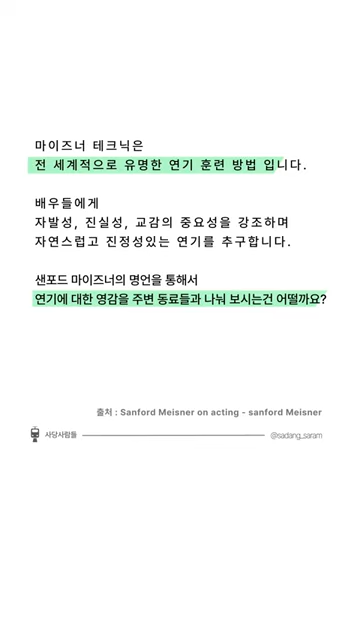 마이즈너 테크닉은
전 세계적으로 유명한 연기 훈련 방법 입니다.
배우들에게
자발성, 진실성, 교감의 중요성을 강조하며
자연스럽고 진정성있는 연기를 추구합니다.
샌포드 마이즈너의 명언을 통해서
연기에 대한 영감을 주변 동료들과 나눠 보시는건 어떨까요?
출처 : Sanford Meisner on acting - sanford Meisner
사당사람들
@sadang_saram